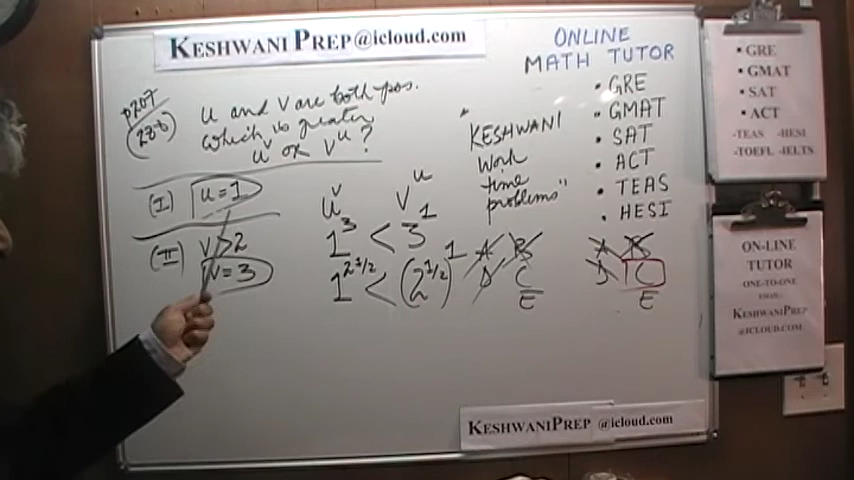 KESHWANI PREP@icloud.com
p207
(286)
u and v are both pos.
which is greater
u^v or v^u ?
(I) u = 1
(II) v > 2
v = 3
u^v v^u
1^3 < 3^1
1^2 1/2 < (2 1/2)^1
A B
D C
E
A B
D C
E
"KESHWANI
Work
time
problems"
ONLINE
MATH TUTOR
• GRE
• GMAT
• SAT
• ACT
• TEAS
• HESI
• GRE
• GMAT
• SAT
• ACT
-TEAS -HESI
-TOEFL -IELTS
ON-LINE
TUTOR
ONE-TO-ONE
EMAIL:
KESHWANIPREP
@ICLOUD.COM
KESHWANIPREP @icloud.com